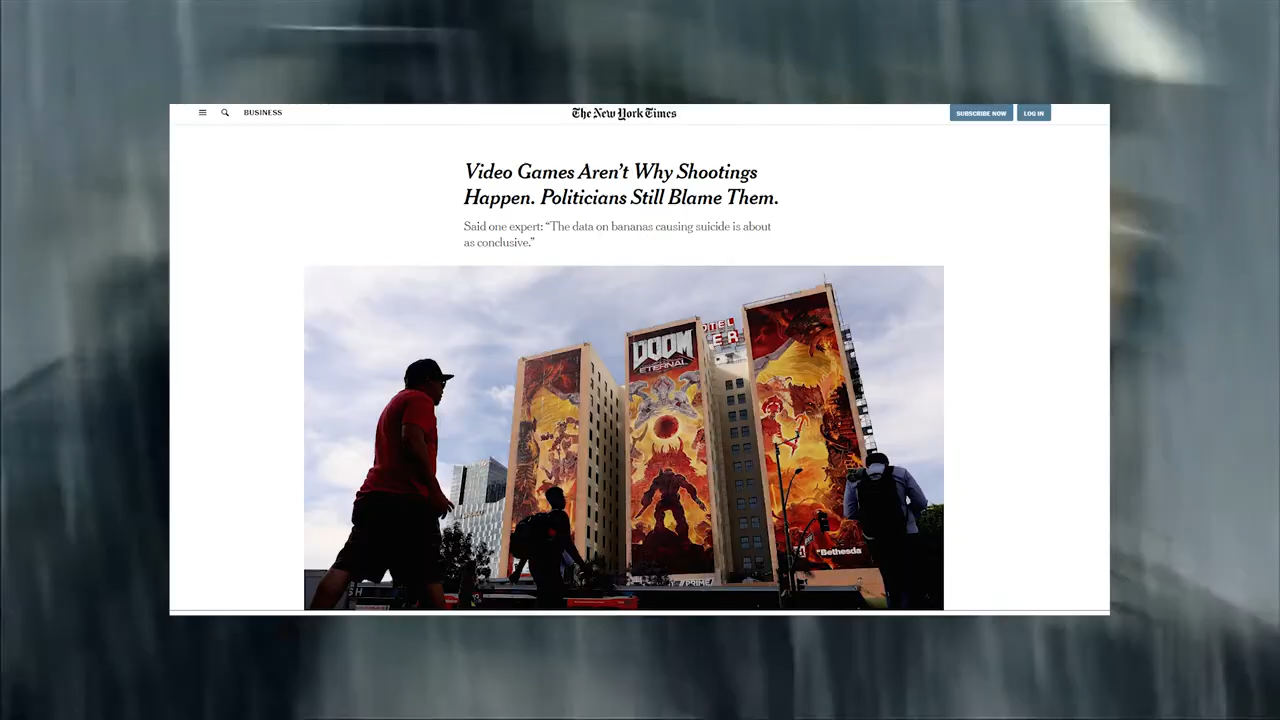 BUSINESS
The New York Times
SUBSCRIBE NOW
LOG IN
Video Games Aren't Why Shootings
Happen. Politicians Still Blame Them.
Said one expert: “The data on bananas causing suicide is about
as conclusive.”
DOOM
ETERNAL
Bethesda